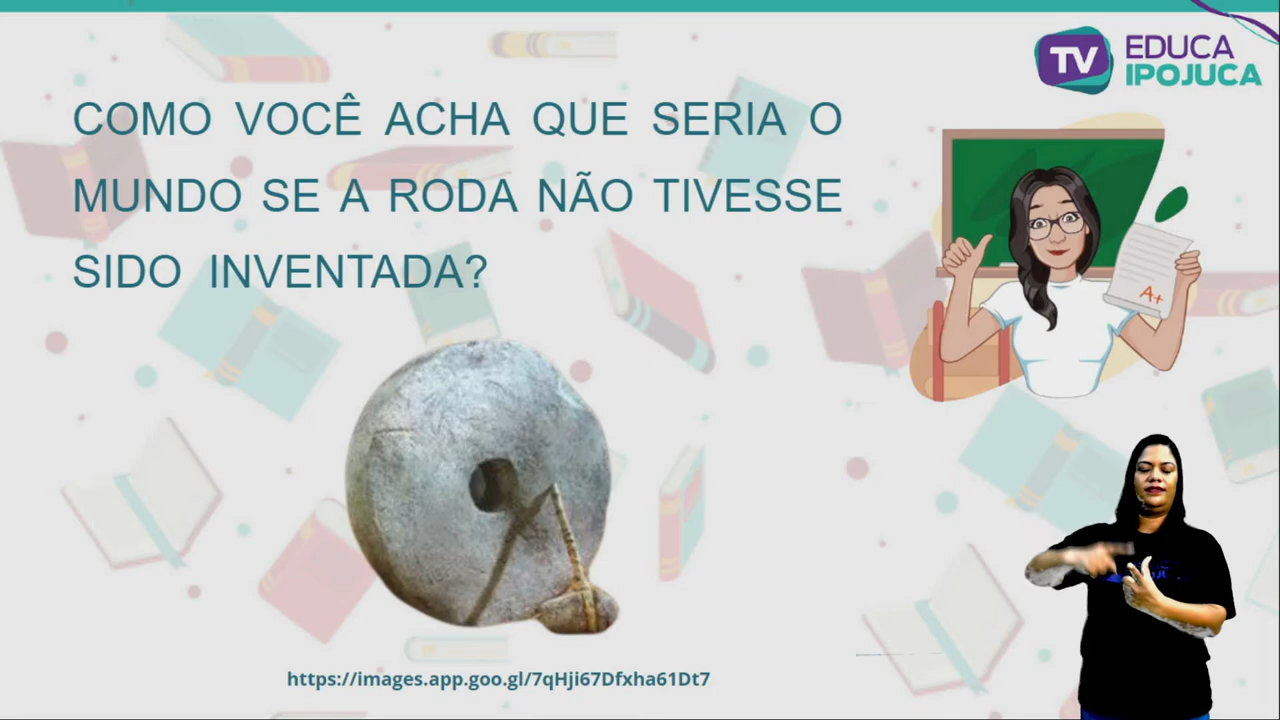 TV EDUCA
IPOJUCA
COMO VOCÊ ACHA QUE SERIA O
MUNDO SE A RODA NÃO TIVESSE
SIDO INVENTADA?
A+
https://images.app.goo.gl/7qHji67Dfxha61Dt7